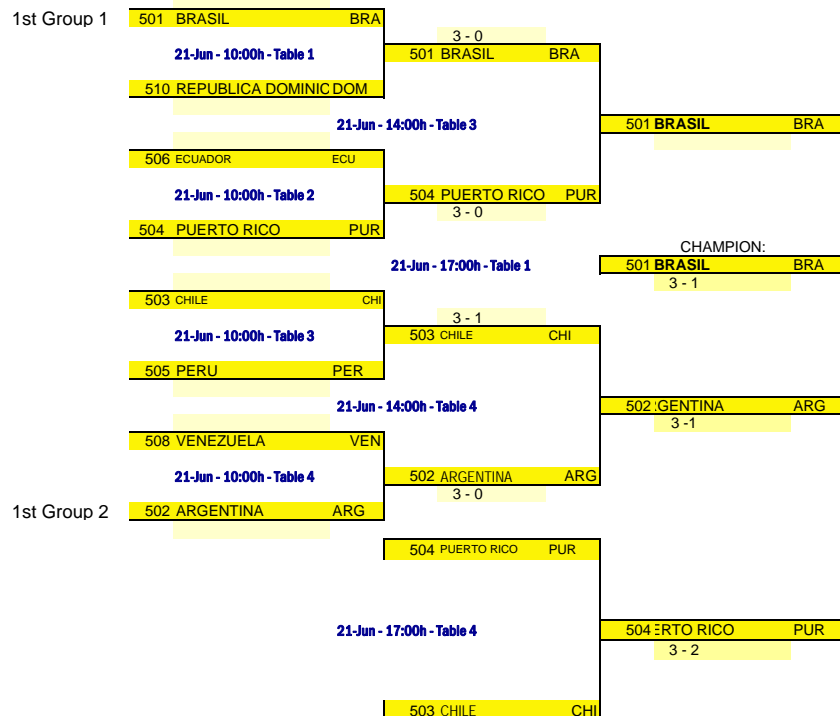 1st Group 1 501 BRASIL BRA
3 - 0
21-Jun - 10:00h - Table 1 501 BRASIL BRA
510 REPUBLICA DOMINIC DOM
21-Jun - 14:00h - Table 3 501 BRASIL BRA
506 ECUADOR ECU
21-Jun - 10:00h - Table 2 504 PUERTO RICO PUR
3 - 0
504 PUERTO RICO PUR
CHAMPION:
21-Jun - 17:00h - Table 1 501 BRASIL BRA
3 - 1
503 CHILE CHI
3 - 1
21-Jun - 10:00h - Table 3 503 CHILE CHI
505 PERU PER
21-Jun - 14:00h - Table 4 502 GENTINA ARG
3 -1
508 VENEZUELA VEN
21-Jun - 10:00h - Table 4 502 ARGENTINA ARG
3 - 0
1st Group 2 502 ARGENTINA ARG
504 PUERTO RICO PUR
21-Jun - 17:00h - Table 4 504 ERTO RICO PUR
3 - 2
503 CHILE CHI